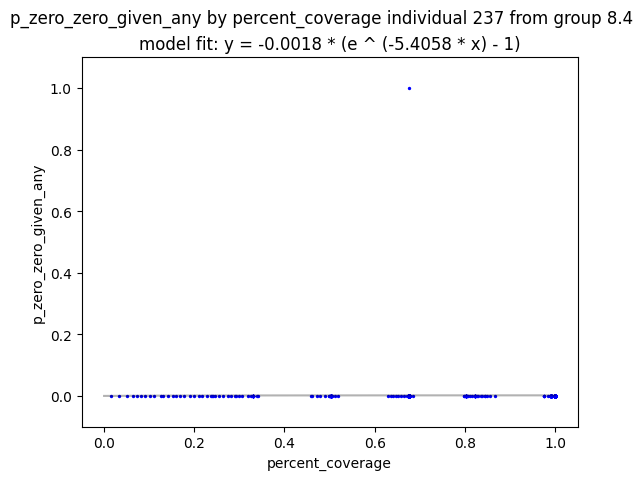 p_zero_zero_given_any by percent_coverage individual 237 from group 8.4
model fit: y = -0.0018 * (e ^ (-5.4058 * x) - 1)
1.0
0.8
0.6
0.4
0.2
0.0
p_zero_zero_given_any
0.0 0.2 0.4 0.6 0.8 1.0
percent_coverage